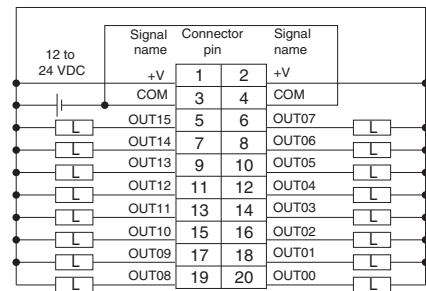 Signal name Connector pin Signal name
12 to 24 VDC
+V 1 2 +V
COM 3 4 COM
L OUT15 5 6 OUT07 L
L OUT14 7 8 OUT06 L
L OUT13 9 10 OUT05 L
L OUT12 11 12 OUT04 L
L OUT11 13 14 OUT03 L
L OUT10 15 16 OUT02 L
L OUT09 17 18 OUT01 L
L OUT08 19 20 OUT00 L